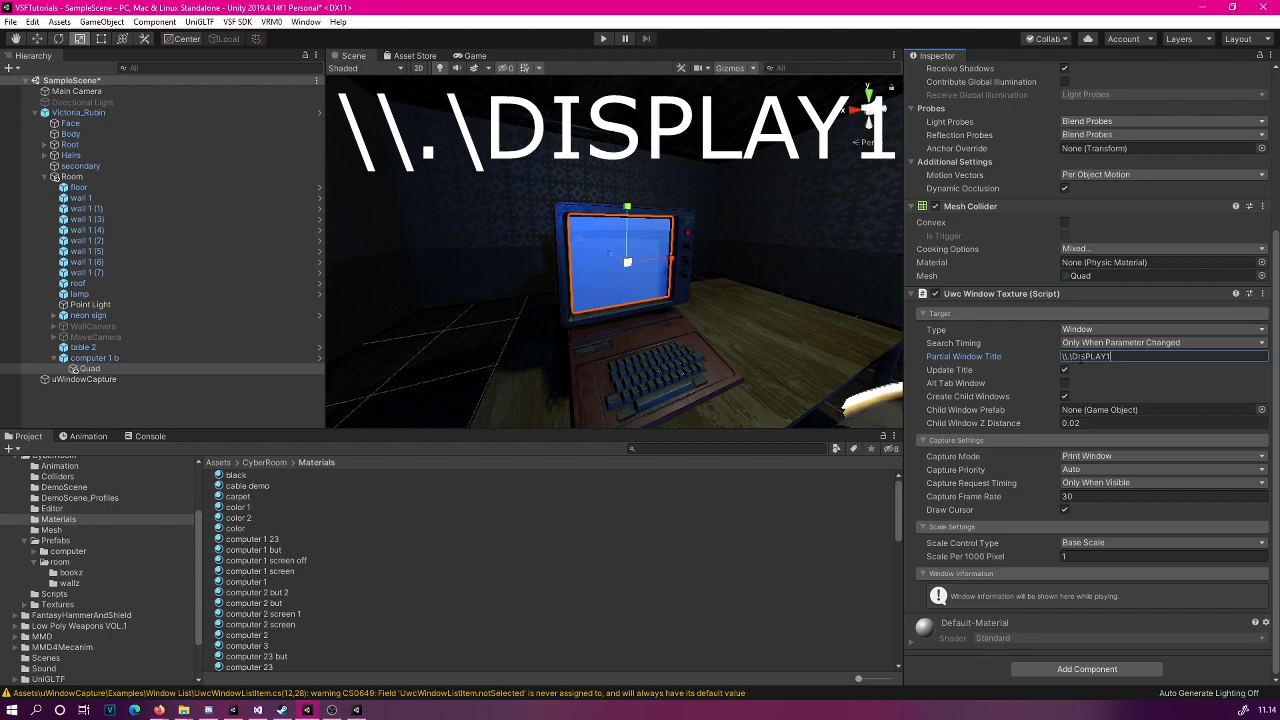 VSFTutorials - SampleScene - PC, Mac & Linux Standalone - Unity 2019.4.14f1 Personal* <DX11>
File Edit Assets GameObject Component UniGLTF VSF SDK VRM0 Window Help
Center Local Collab Account Layers Layout
Hierarchy
All
SampleScene*
Main Camera
Directional Light
Victoria_Rubin
Face
Body
Root
Hairs
secondary
Room
floor
wall 1
wall 1 (1)
wall 1 (3)
wall 1 (4)
wall 1 (2)
wall 1 (5)
wall 1 (6)
wall 1 (7)
roof
lamp
Point Light
neon sign
WallCamera
MoveCamera
table 2
computer 1 b
Quad
uWindowCapture
Scene Asset Store Game
Shaded 2D 0 Gizmos All
\\.\DISPLAY1
y
< Pe
Inspector
Receive Shadows
Contribute Global Illumination
Receive Global Illumination Light Probes
Probes
Light Probes Blend Probes
Reflection Probes Blend Probes
Anchor Override None (Transform)
Additional Settings
Motion Vectors Per Object Motion
Dynamic Occlusion
Mesh Collider
Convex
Is Trigger
Cooking Options Mixed...
Material None (Physic Material)
Mesh Quad
Uwc Window Texture (Script)
Target
Type Window
Search Timing Only When Parameter Changed
Partial Window Title \\.\DISPLAY1
Update Title
Alt Tab Window
Create Child Windows
Child Window Prefab None (Game Object)
Child Window Z Distance 0.02
Capture Settings
Capture Mode Print Window
Capture Priority Auto
Capture Request Timing Only When Visible
Capture Frame Rate 30
Draw Cursor
Scale Settings
Scale Control Type Base Scale
Scale Per 1000 Pixel 1
Window Information
Window information will be shown here while playing.
Default-Material
Shader Standard
Add Component
Project Animation Console
8
CyberRoom
Animation
Colliders
DemoScene
DemoScene_Profiles
Editor
Materials
Mesh
Prefabs
computer
room
bookz
wallz
Scripts
Textures
FantasyHammerAndShield
Low Poly Weapons VOL.1
MMD
MMD4Mecanim
Scenes
Sound
UniGLTF
Assets > CyberRoom > Materials
black
cable demo
carpet
color 1
color 2
color
computer 1 23
computer 1 but
computer 1 screen off
computer 1 screen
computer 1
computer 2 but 2
computer 2 but
computer 2 screen 1
computer 2 screen
computer 2
computer 3
computer 23 but
computer 23
Assets\uWindowCapture\Examples\Window List\UwcWindowListItem.cs(12,28): warning CS0649: Field 'UwcWindowListItem.notSelected' is never assigned to, and will always have its default value
Auto Generate Lighting Off
11.14